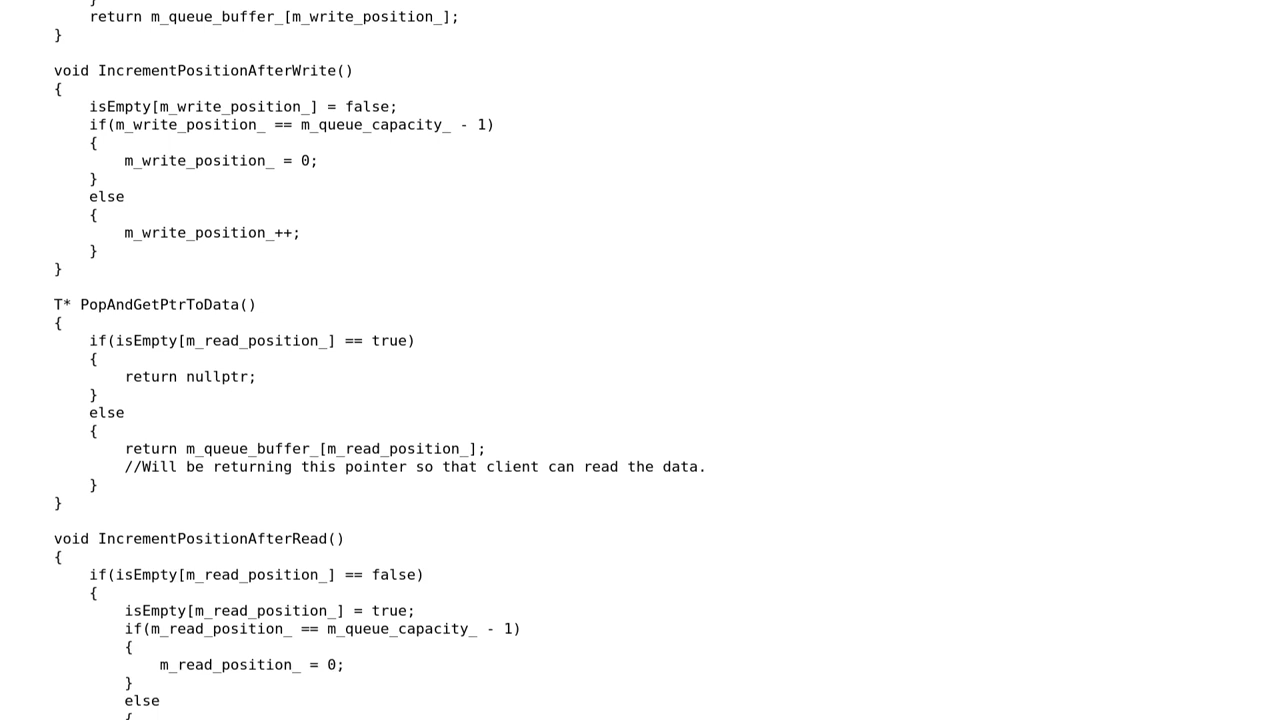 }
return m_queue_buffer_[m_write_position_];
}
void IncrementPositionAfterWrite()
{
isEmpty[m_write_position_] = false;
if(m_write_position_ == m_queue_capacity_ - 1)
{
m_write_position_ = 0;
}
else
{
m_write_position_++;
}
}
T* PopAndGetPtrToData()
{
if(isEmpty[m_read_position_] == true)
{
return nullptr;
}
else
{
return m_queue_buffer_[m_read_position_];
//Will be returning this pointer so that client can read the data.
}
}
void IncrementPositionAfterRead()
{
if(isEmpty[m_read_position_] == false)
{
isEmpty[m_read_position_] = true;
if(m_read_position_ == m_queue_capacity_ - 1)
{
m_read_position_ = 0;
}
else
{